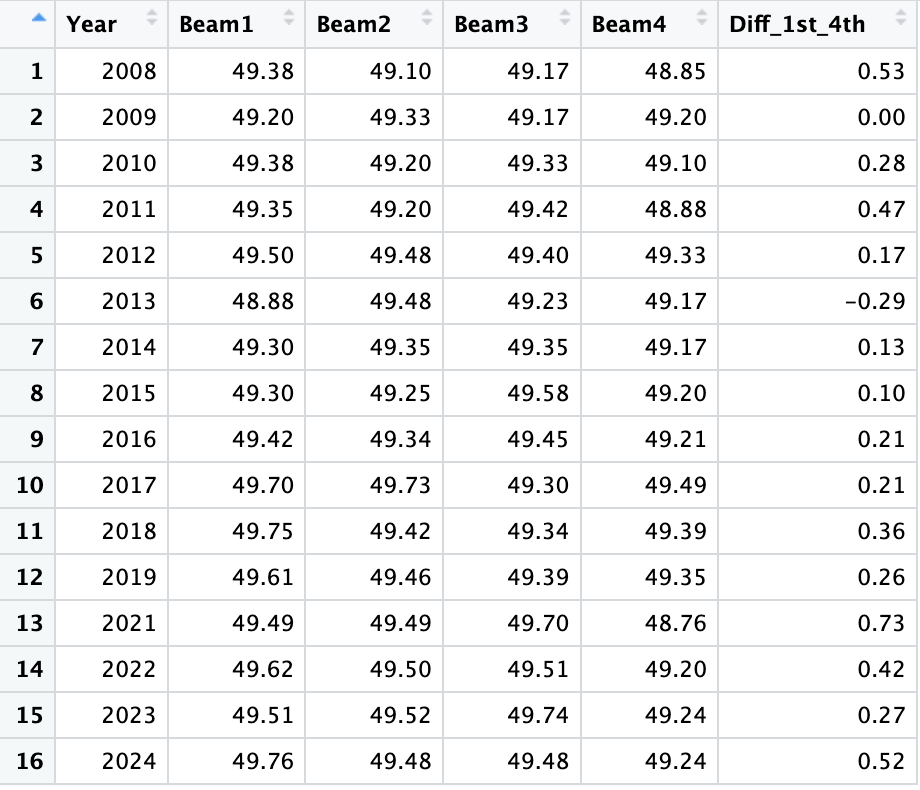 Year Beam1 Beam2 Beam3 Beam4 Diff_1st_4th
1 2008 49.38 49.10 49.17 48.85 0.53
2 2009 49.20 49.33 49.17 49.20 0.00
3 2010 49.38 49.20 49.33 49.10 0.28
4 2011 49.35 49.20 49.42 48.88 0.47
5 2012 49.50 49.48 49.40 49.33 0.17
6 2013 48.88 49.48 49.23 49.17 −0.29
7 2014 49.30 49.35 49.35 49.17 0.13
8 2015 49.30 49.25 49.58 49.20 0.10
9 2016 49.42 49.34 49.45 49.21 0.21
10 2017 49.70 49.73 49.30 49.49 0.21
11 2018 49.75 49.42 49.34 49.39 0.36
12 2019 49.61 49.46 49.39 49.35 0.26
13 2021 49.49 49.49 49.70 48.76 0.73
14 2022 49.62 49.50 49.51 49.20 0.42
15 2023 49.51 49.52 49.74 49.24 0.27
16 2024 49.76 49.48 49.48 49.24 0.52